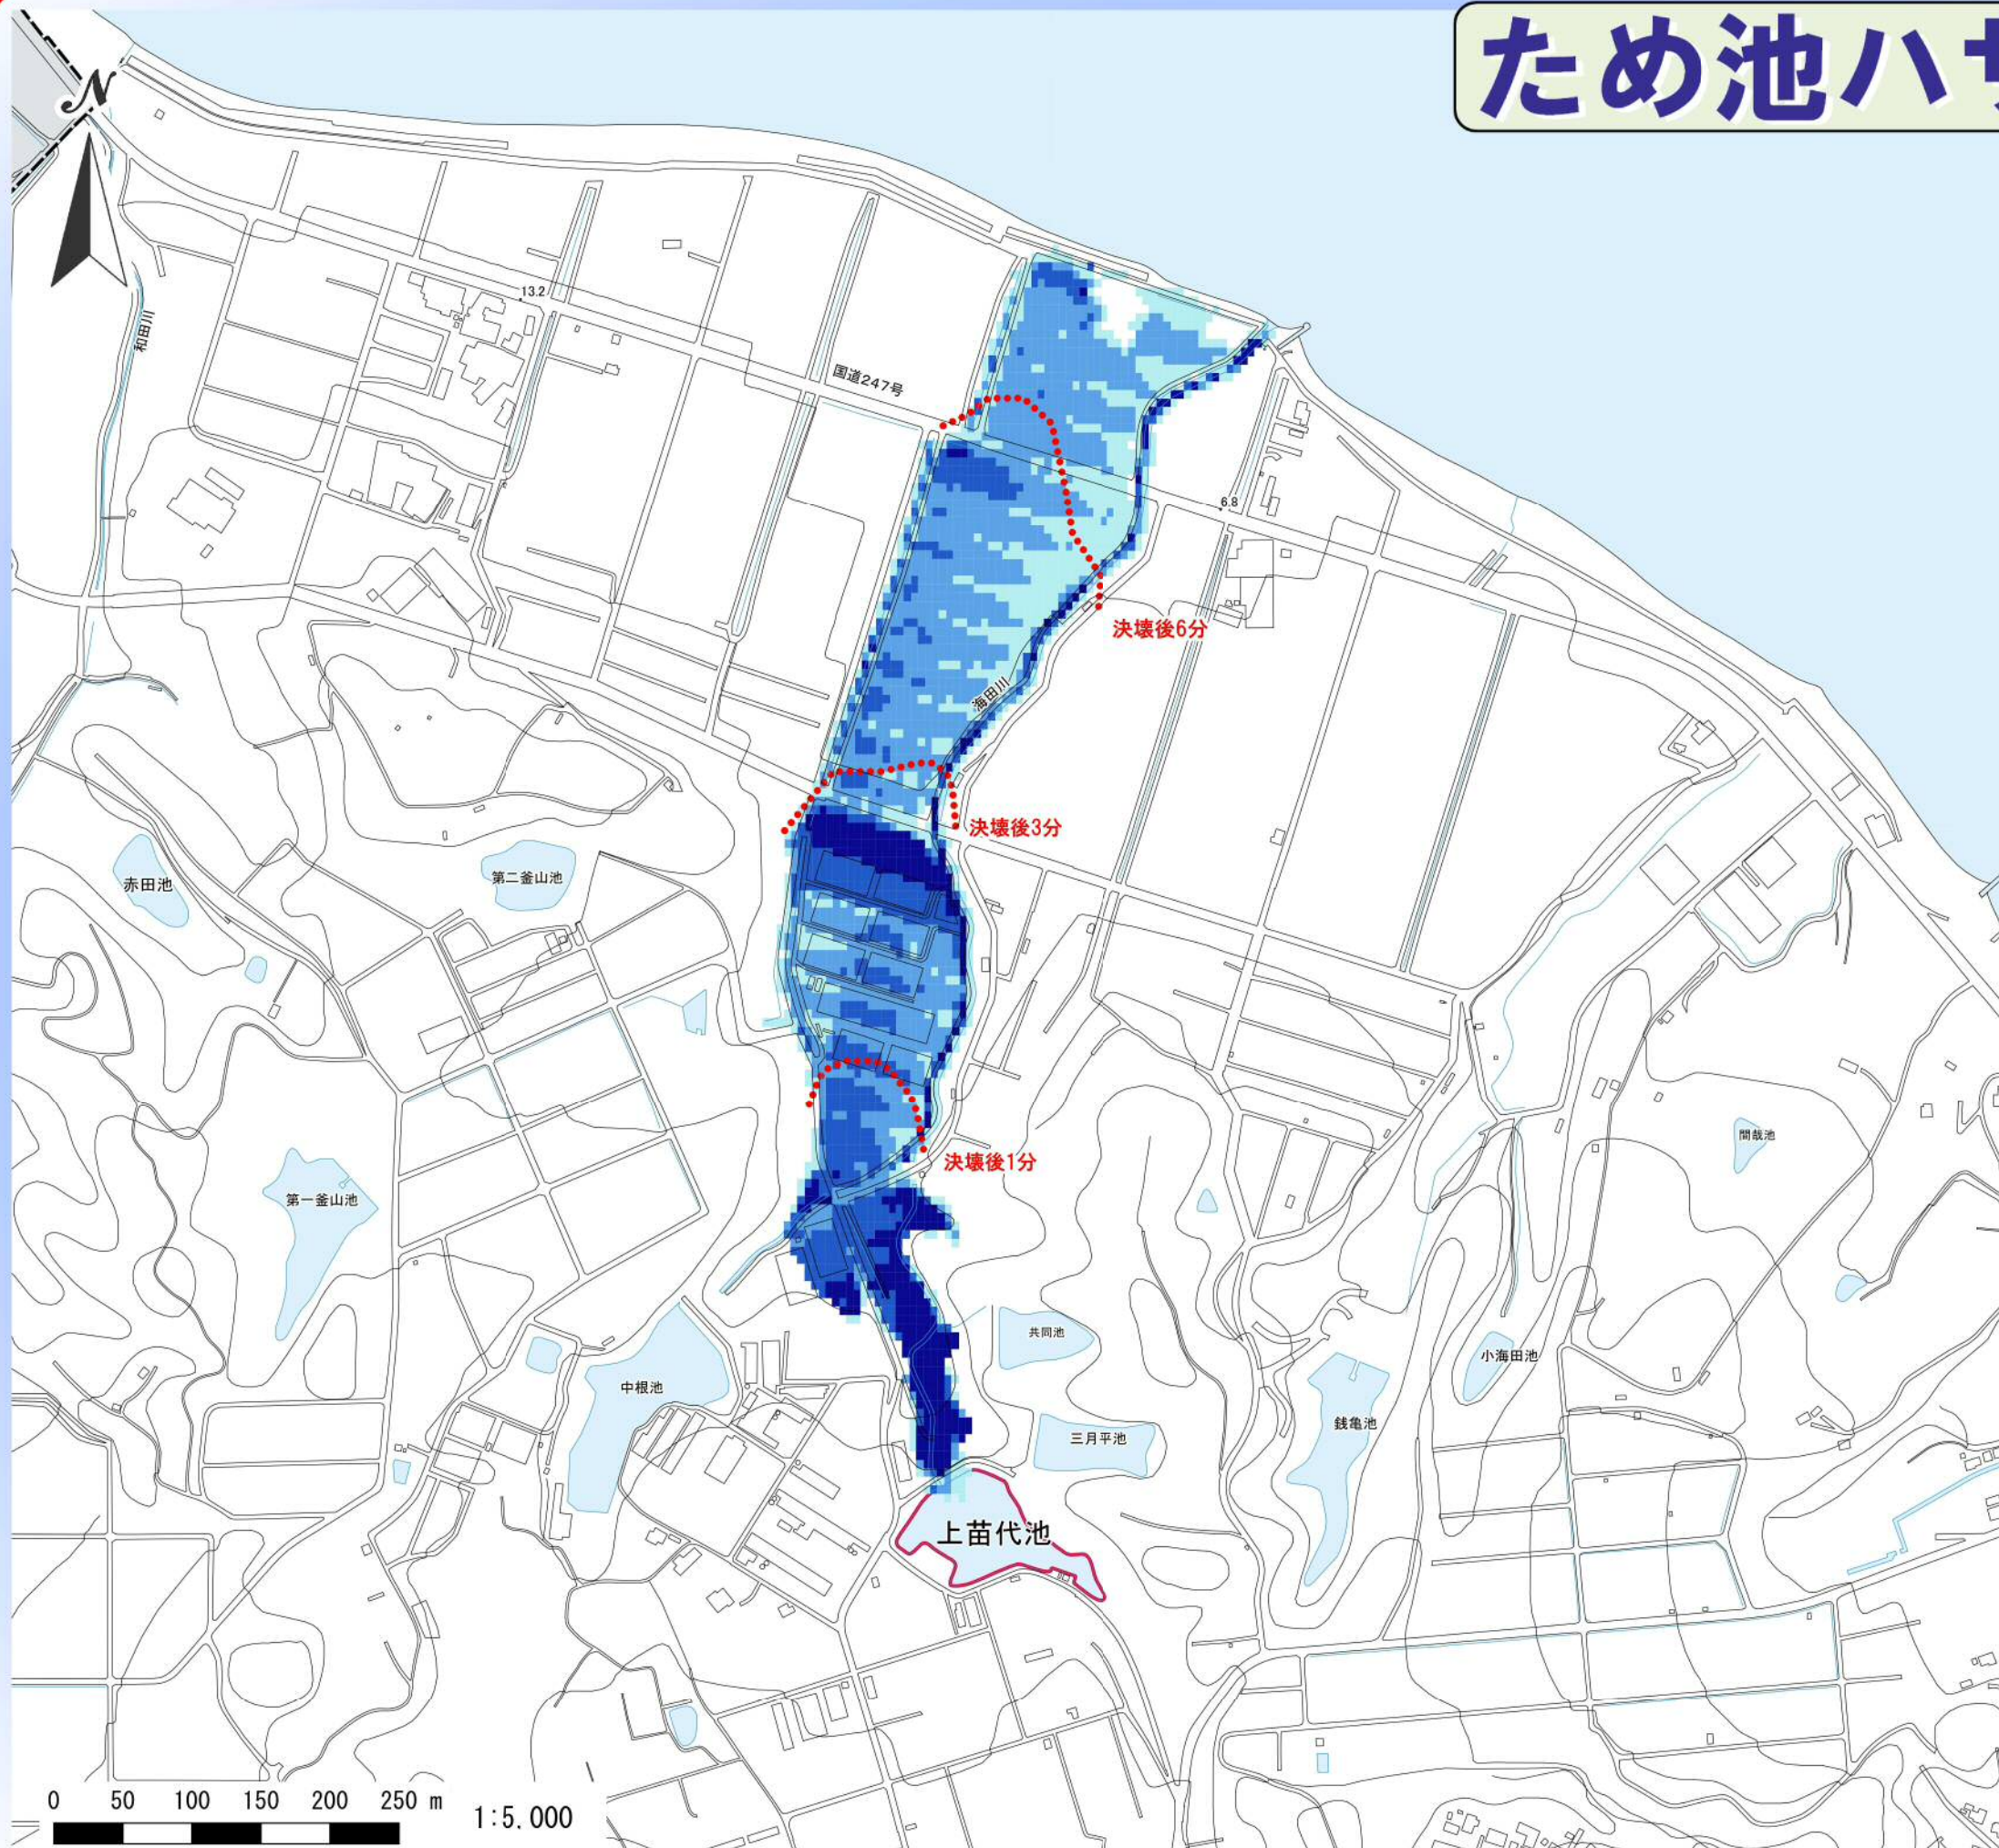 ため池ハザ
N
13.2
和田川
国道247号
6.8
決壊後6分
海田川
決壊後3分
赤田池
第二釜山池
決壊後1分
開哉池
第一釜山池
共同池
小海田池
中根池
銭亀池
三月平池
上苗代池
0 50 100 150 200 250 m
1:5,000